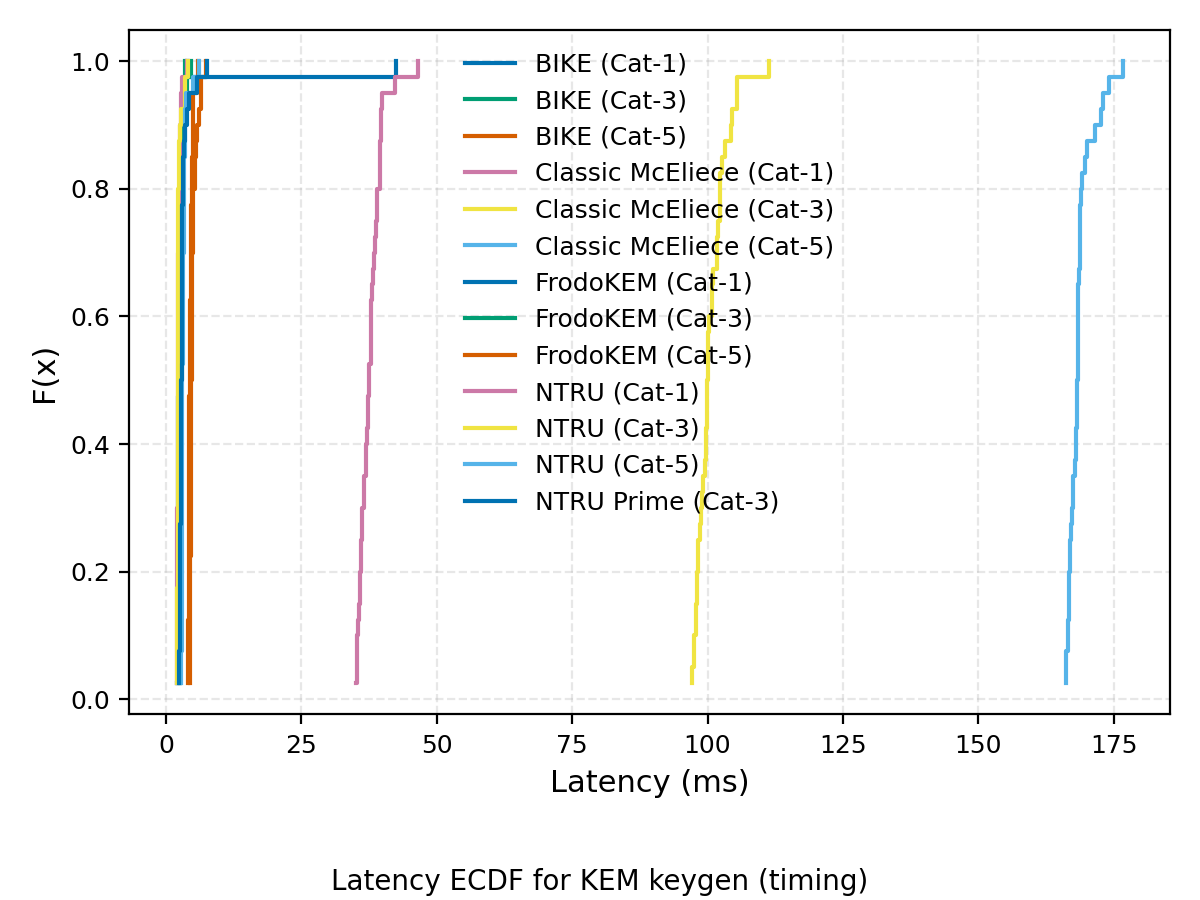 1.0
0.8
0.6
0.4
0.2
0.0
F(x)
BIKE (Cat-1)
BIKE (Cat-3)
BIKE (Cat-5)
Classic McEliece (Cat-1)
Classic McEliece (Cat-3)
Classic McEliece (Cat-5)
FrodoKEM (Cat-1)
FrodoKEM (Cat-3)
FrodoKEM (Cat-5)
NTRU (Cat-1)
NTRU (Cat-3)
NTRU (Cat-5)
NTRU Prime (Cat-3)
0 25 50 75 100 125 150 175
Latency (ms)
Latency ECDF for KEM keygen (timing)